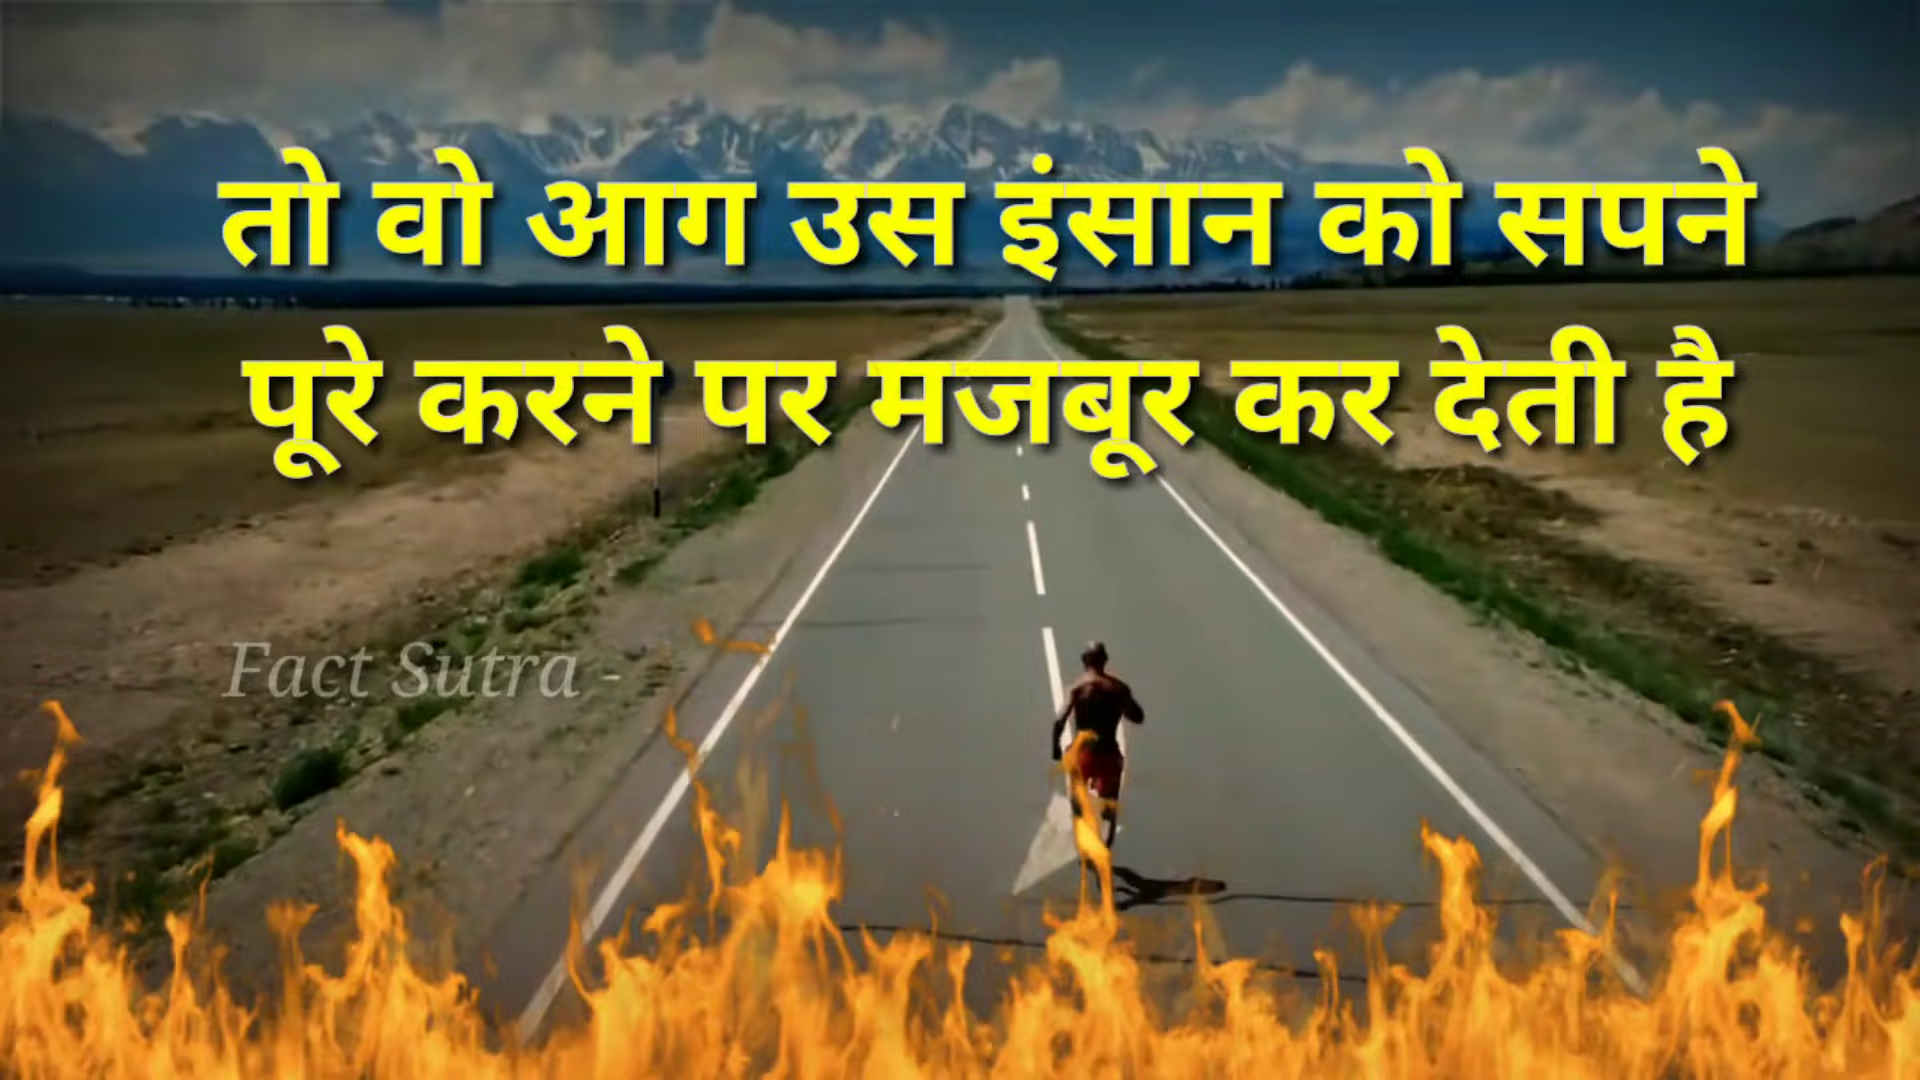 तो वो आग उस इंसान को सपने
पूरे करने पर मजबूर कर देती है
Fact Sutra